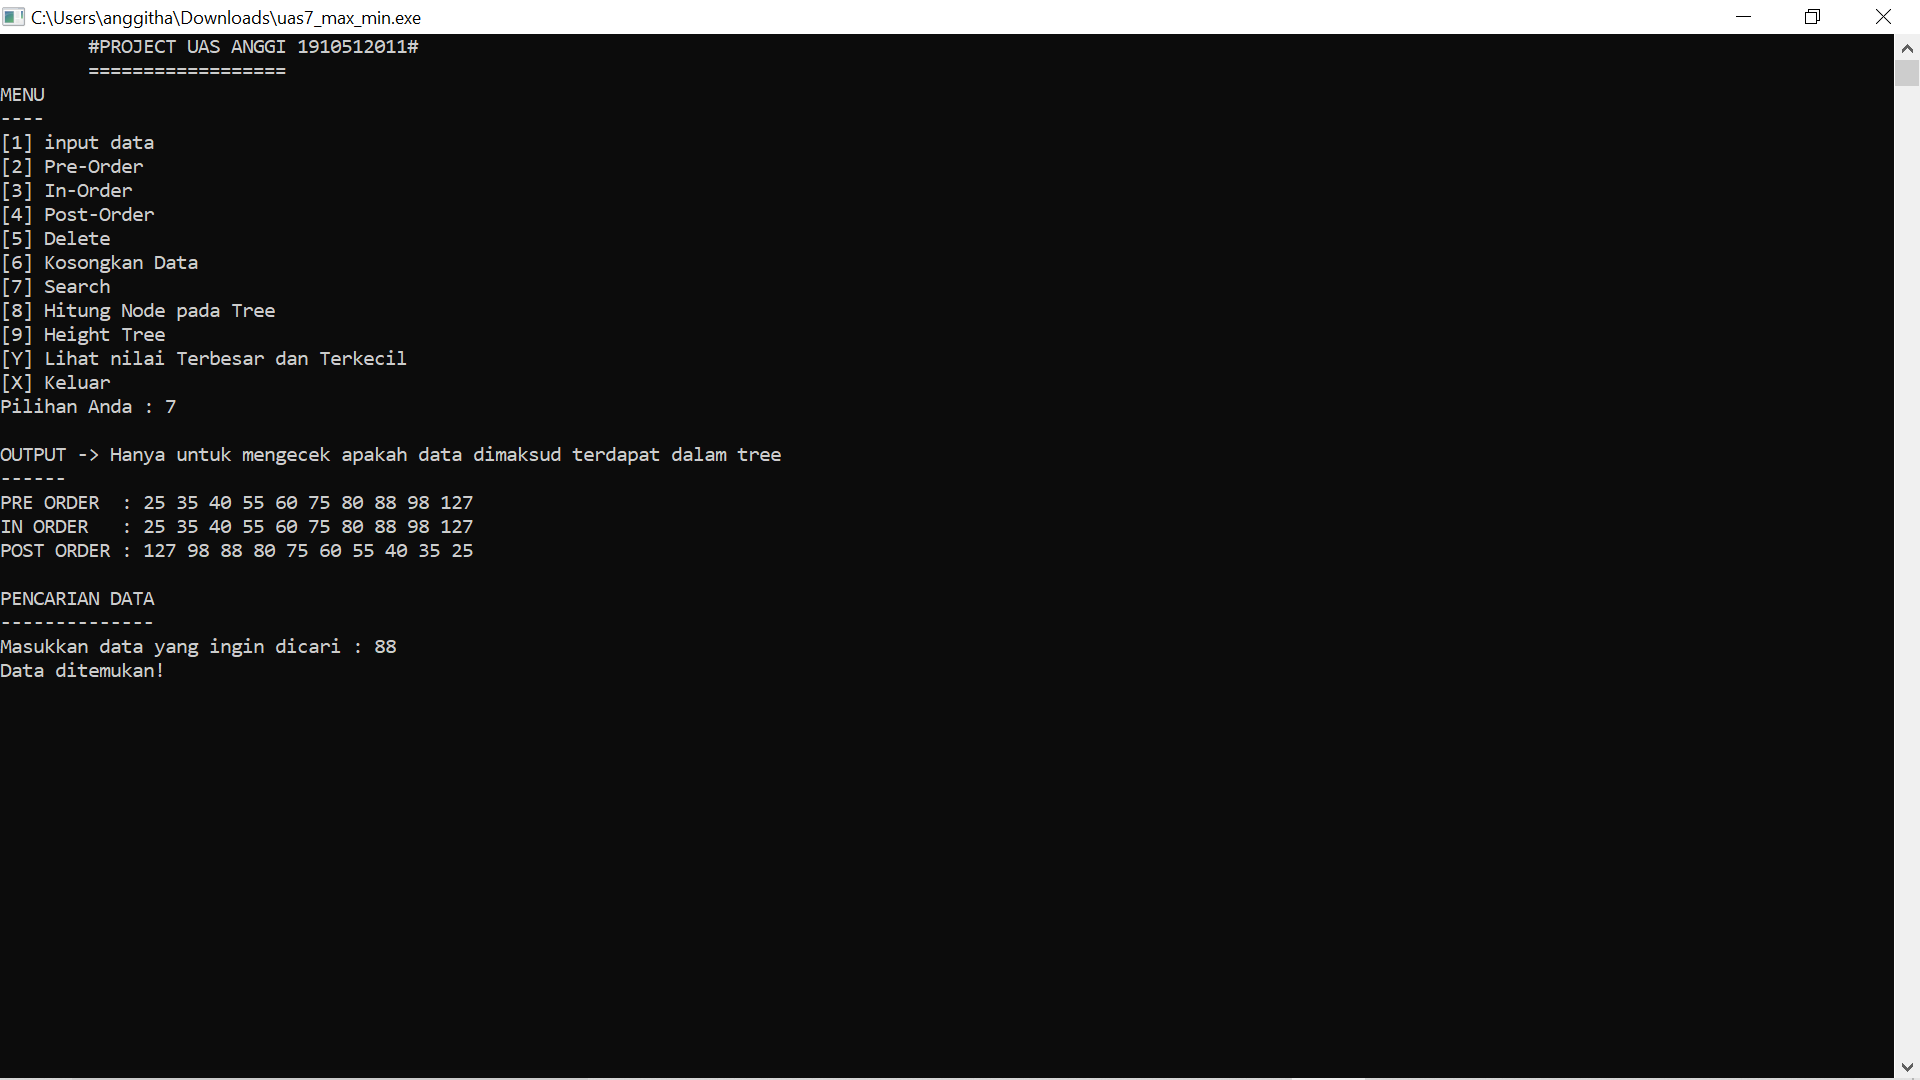 C:\Users\anggitha\Downloads\uas7_max_min.exe
#PROJECT UAS ANGGI 1910512011#
==================
MENU
----
[1] input data
[2] Pre-Order
[3] In-Order
[4] Post-Order
[5] Delete
[6] Kosongkan Data
[7] Search
[8] Hitung Node pada Tree
[9] Height Tree
[Y] Lihat nilai Terbesar dan Terkecil
[X] Keluar
Pilihan Anda : 7
OUTPUT -> Hanya untuk mengecek apakah data dimaksud terdapat dalam tree
------
PRE ORDER  : 25 35 40 55 60 75 80 88 98 127
IN ORDER   : 25 35 40 55 60 75 80 88 98 127
POST ORDER : 127 98 88 80 75 60 55 40 35 25
PENCARIAN DATA
--------------
Masukkan data yang ingin dicari : 88
Data ditemukan!